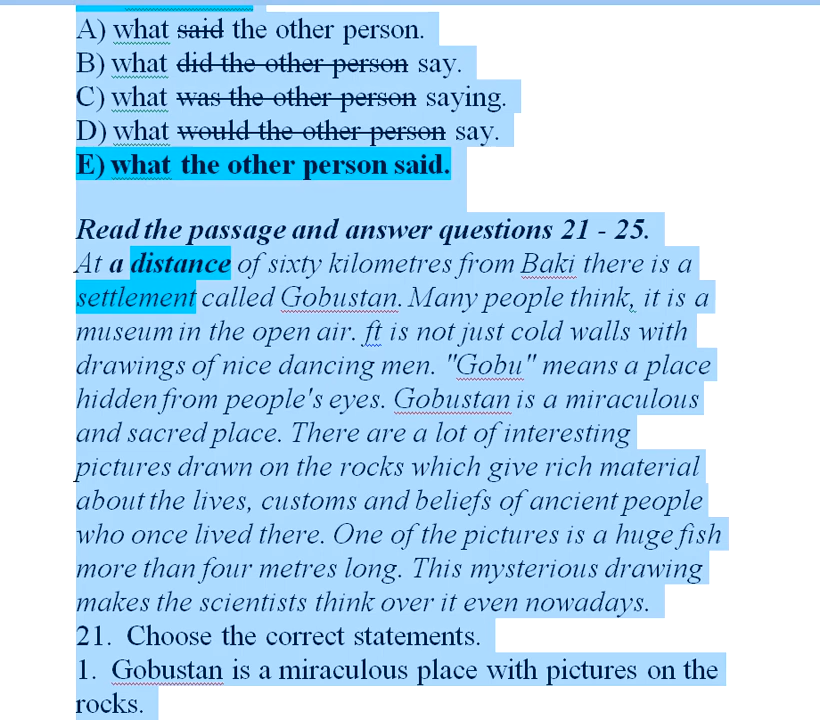 A) what said the other person.
B) what did the other person say.
C) what was the other person saying.
D) what would the other person say.
E) what the other person said.
Read the passage and answer questions 21 - 25.
At a distance of sixty kilometres from Baki there is a
settlement called Gobustan. Many people think, it is a
museum in the open air. ft is not just cold walls with
drawings of nice dancing men. "Gobu" means a place
hidden from people's eyes. Gobustan is a miraculous
and sacred place. There are a lot of interesting
pictures drawn on the rocks which give rich material
about the lives, customs and beliefs of ancient people
who once lived there. One of the pictures is a huge fish
more than four metres long. This mysterious drawing
makes the scientists think over it even nowadays.
21. Choose the correct statements.
1. Gobustan is a miraculous place with pictures on the
rocks.